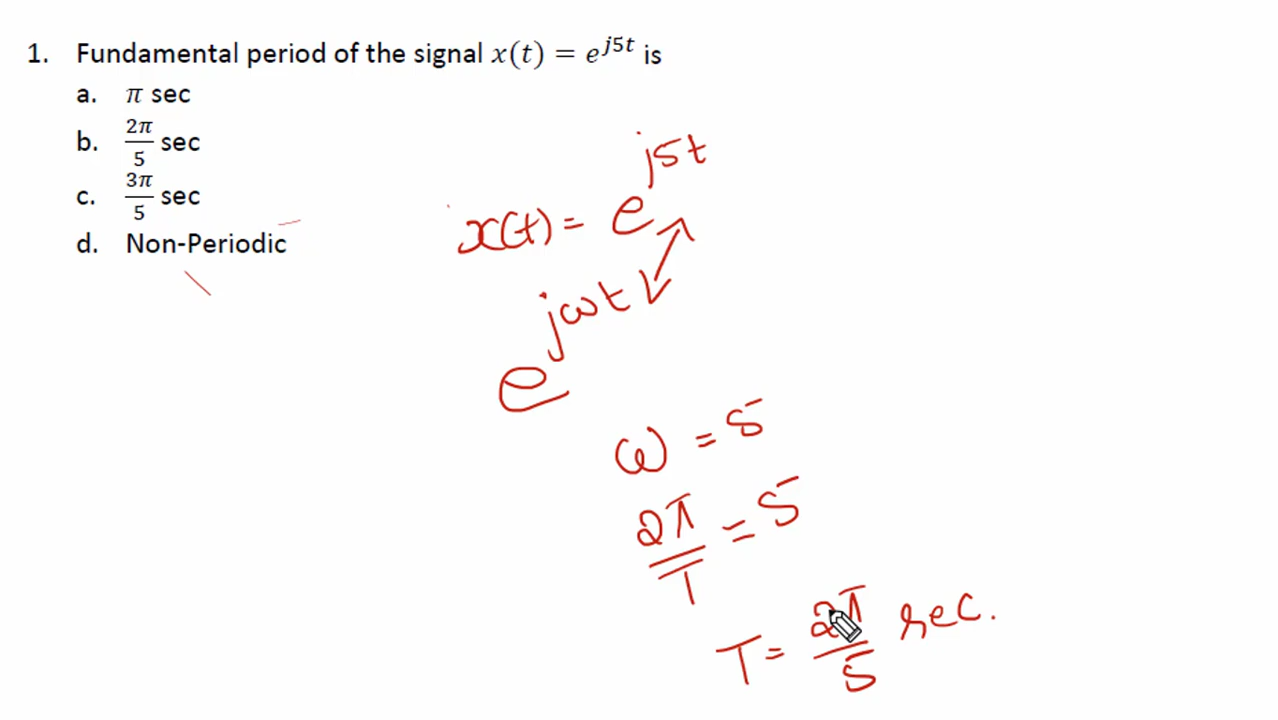 1. Fundamental period of the signal x(t) = e^{j5t} is
a. π sec
b. 2π/5 sec
c. 3π/5 sec
d. Non-Periodic
x(t) = e^{j5t}
e^{jωt}
ω = 5
2π/T = 5
T = 2π/5 sec.